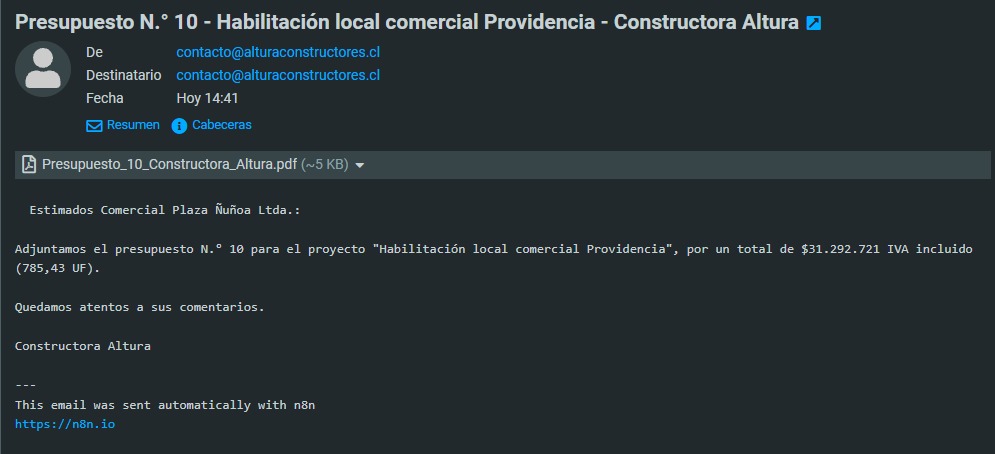 Presupuesto N.° 10 - Habilitación local comercial Providencia - Constructora Altura
De contacto@alturaconstructores.cl
Destinatario contacto@alturaconstructores.cl
Fecha Hoy 14:41
Resumen Cabeceras
Presupuesto_10_Constructora_Altura.pdf (~5 KB)
Estimados Comercial Plaza Ñuñoa Ltda.:
Adjuntamos el presupuesto N.º 10 para el proyecto "Habilitación local comercial Providencia", por un total de $31.292.721 IVA incluido
(785,43 UF).
Quedamos atentos a sus comentarios.
Constructora Altura
---
This email was sent automatically with n8n
https://n8n.io